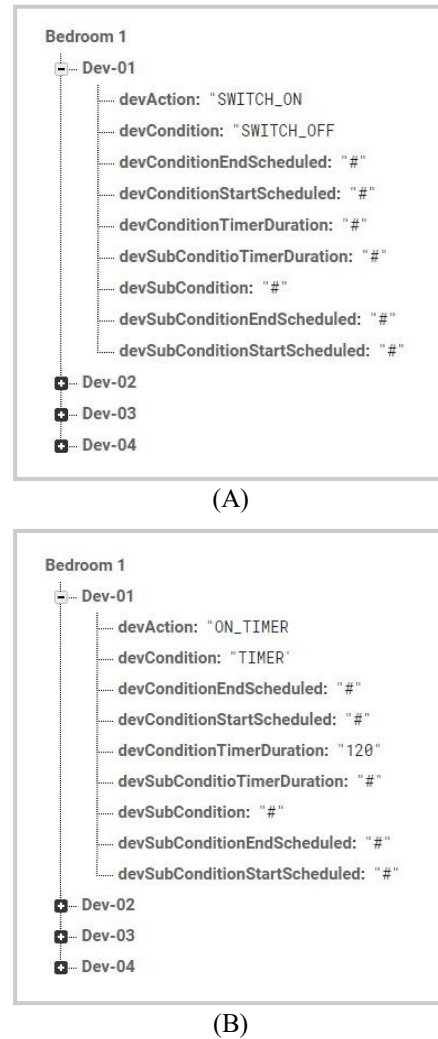 Bedroom 1
Dev-01
devAction: "SWITCH_ON
devCondition: "SWITCH_OFF
devConditionEndScheduled: "#"
devConditionStartScheduled: "#"
devConditionTimerDuration: "#"
devSubConditioTimerDuration: "#"
devSubCondition: "#"
devSubConditionEndScheduled: "#"
devSubConditionStartScheduled: "#"
Dev-02
Dev-03
Dev-04
(A)
Bedroom 1
Dev-01
devAction: "ON_TIMER
devCondition: "TIMER'
devConditionEndScheduled: "#"
devConditionStartScheduled: "#"
devConditionTimerDuration: "120"
devSubConditioTimerDuration: "#"
devSubCondition: "#"
devSubConditionEndScheduled: "#"
devSubConditionStartScheduled: "#"
Dev-02
Dev-03
Dev-04
(B)